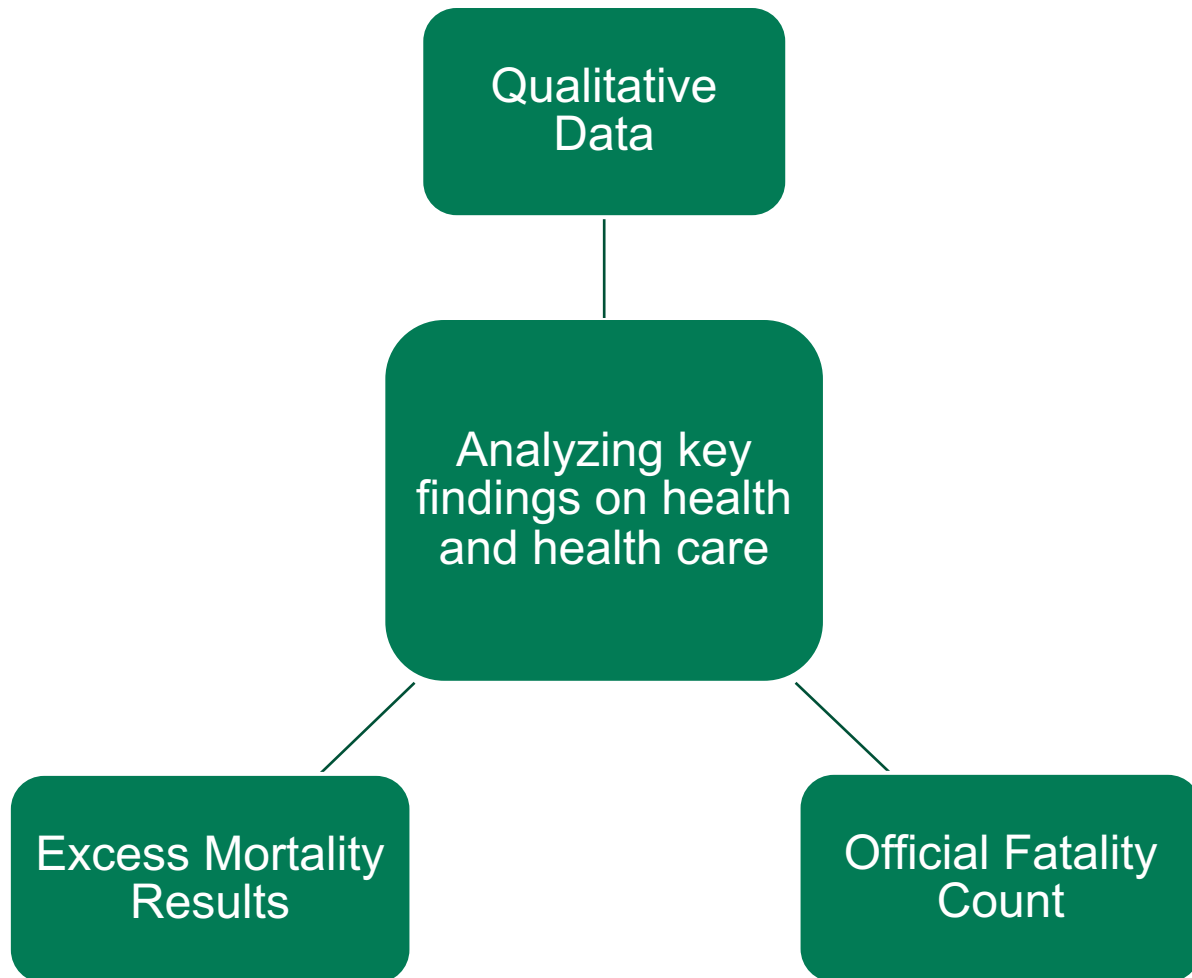 Qualitative
Data
Analyzing key
findings on health
and health care
Excess Mortality
Results
Official Fatality
Count